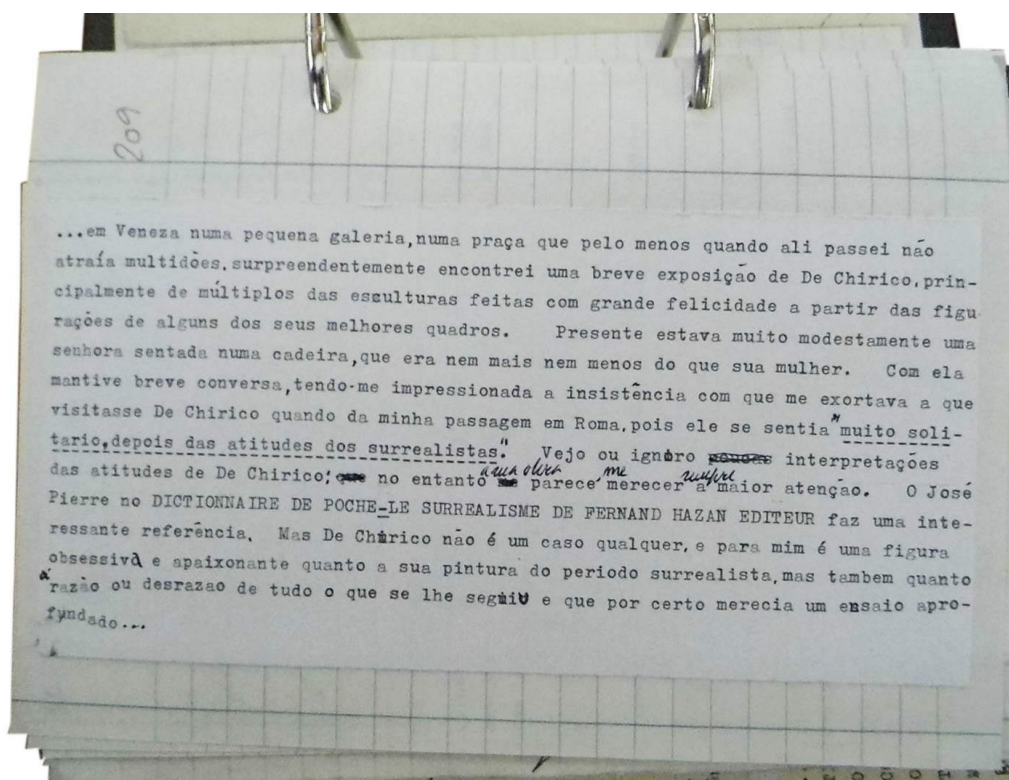 209
...em Veneza numa pequena galeria,numa praça que pelo menos quando ali passei não
atraía multidões,surpreendentemente encontrei uma breve exposição de De Chirico,prin-
cipalmente de múltiplos das esculturas feitas com grande felicidade a partir das figu
rações de alguns dos seus melhores quadros. Presente estava muito modestamente uma
senhora sentada numa cadeira,que era nem mais nem menos do que sua mulher. Com ela
mantive breve conversa,tendo-me impressionada a insistência com que me exortava a que
visitasse De Chirico quando da minha passagem em Roma,pois ele se sentia "muito soli-
tario,depois das atitudes dos surrealistas." Vejo ou ignoro poucas interpretações
das atitudes de De Chirico; no entanto a sua obra parece me merecer sempre a maior atenção. O José
Pierre no DICTIONNAIRE DE POCHE-LE SURREALISME DE FERNAND HAZAN EDITEUR faz uma inte-
ressante referência. Mas De Chirico não é um caso qualquer,e para mim é uma figura
obsessiva e apaixonante quanto a sua pintura do periodo surrealista,mas tambem quanto
à razão ou desrazao de tudo o que se lhe seguiu e que por certo merecia um ensaio apro-
fundado...